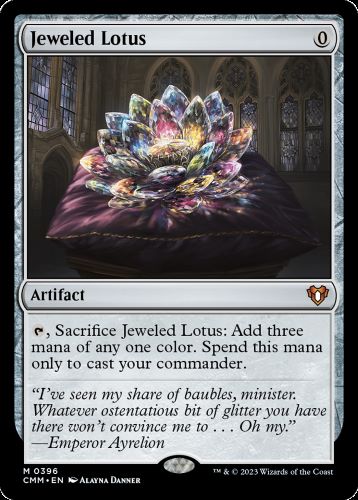 Jeweled Lotus 0
Artifact
, Sacrifice Jeweled Lotus: Add three
mana of any one color. Spend this mana
only to cast your commander.
“I’ve seen my share of baubles, minister.
Whatever ostentatious bit of glitter you have
there won’t convince me to . . . Oh my.”
—Emperor Ayrelion
M 0396
CMM • EN ALAYNA DANNER
™ & © 2023 Wizards of the Coast